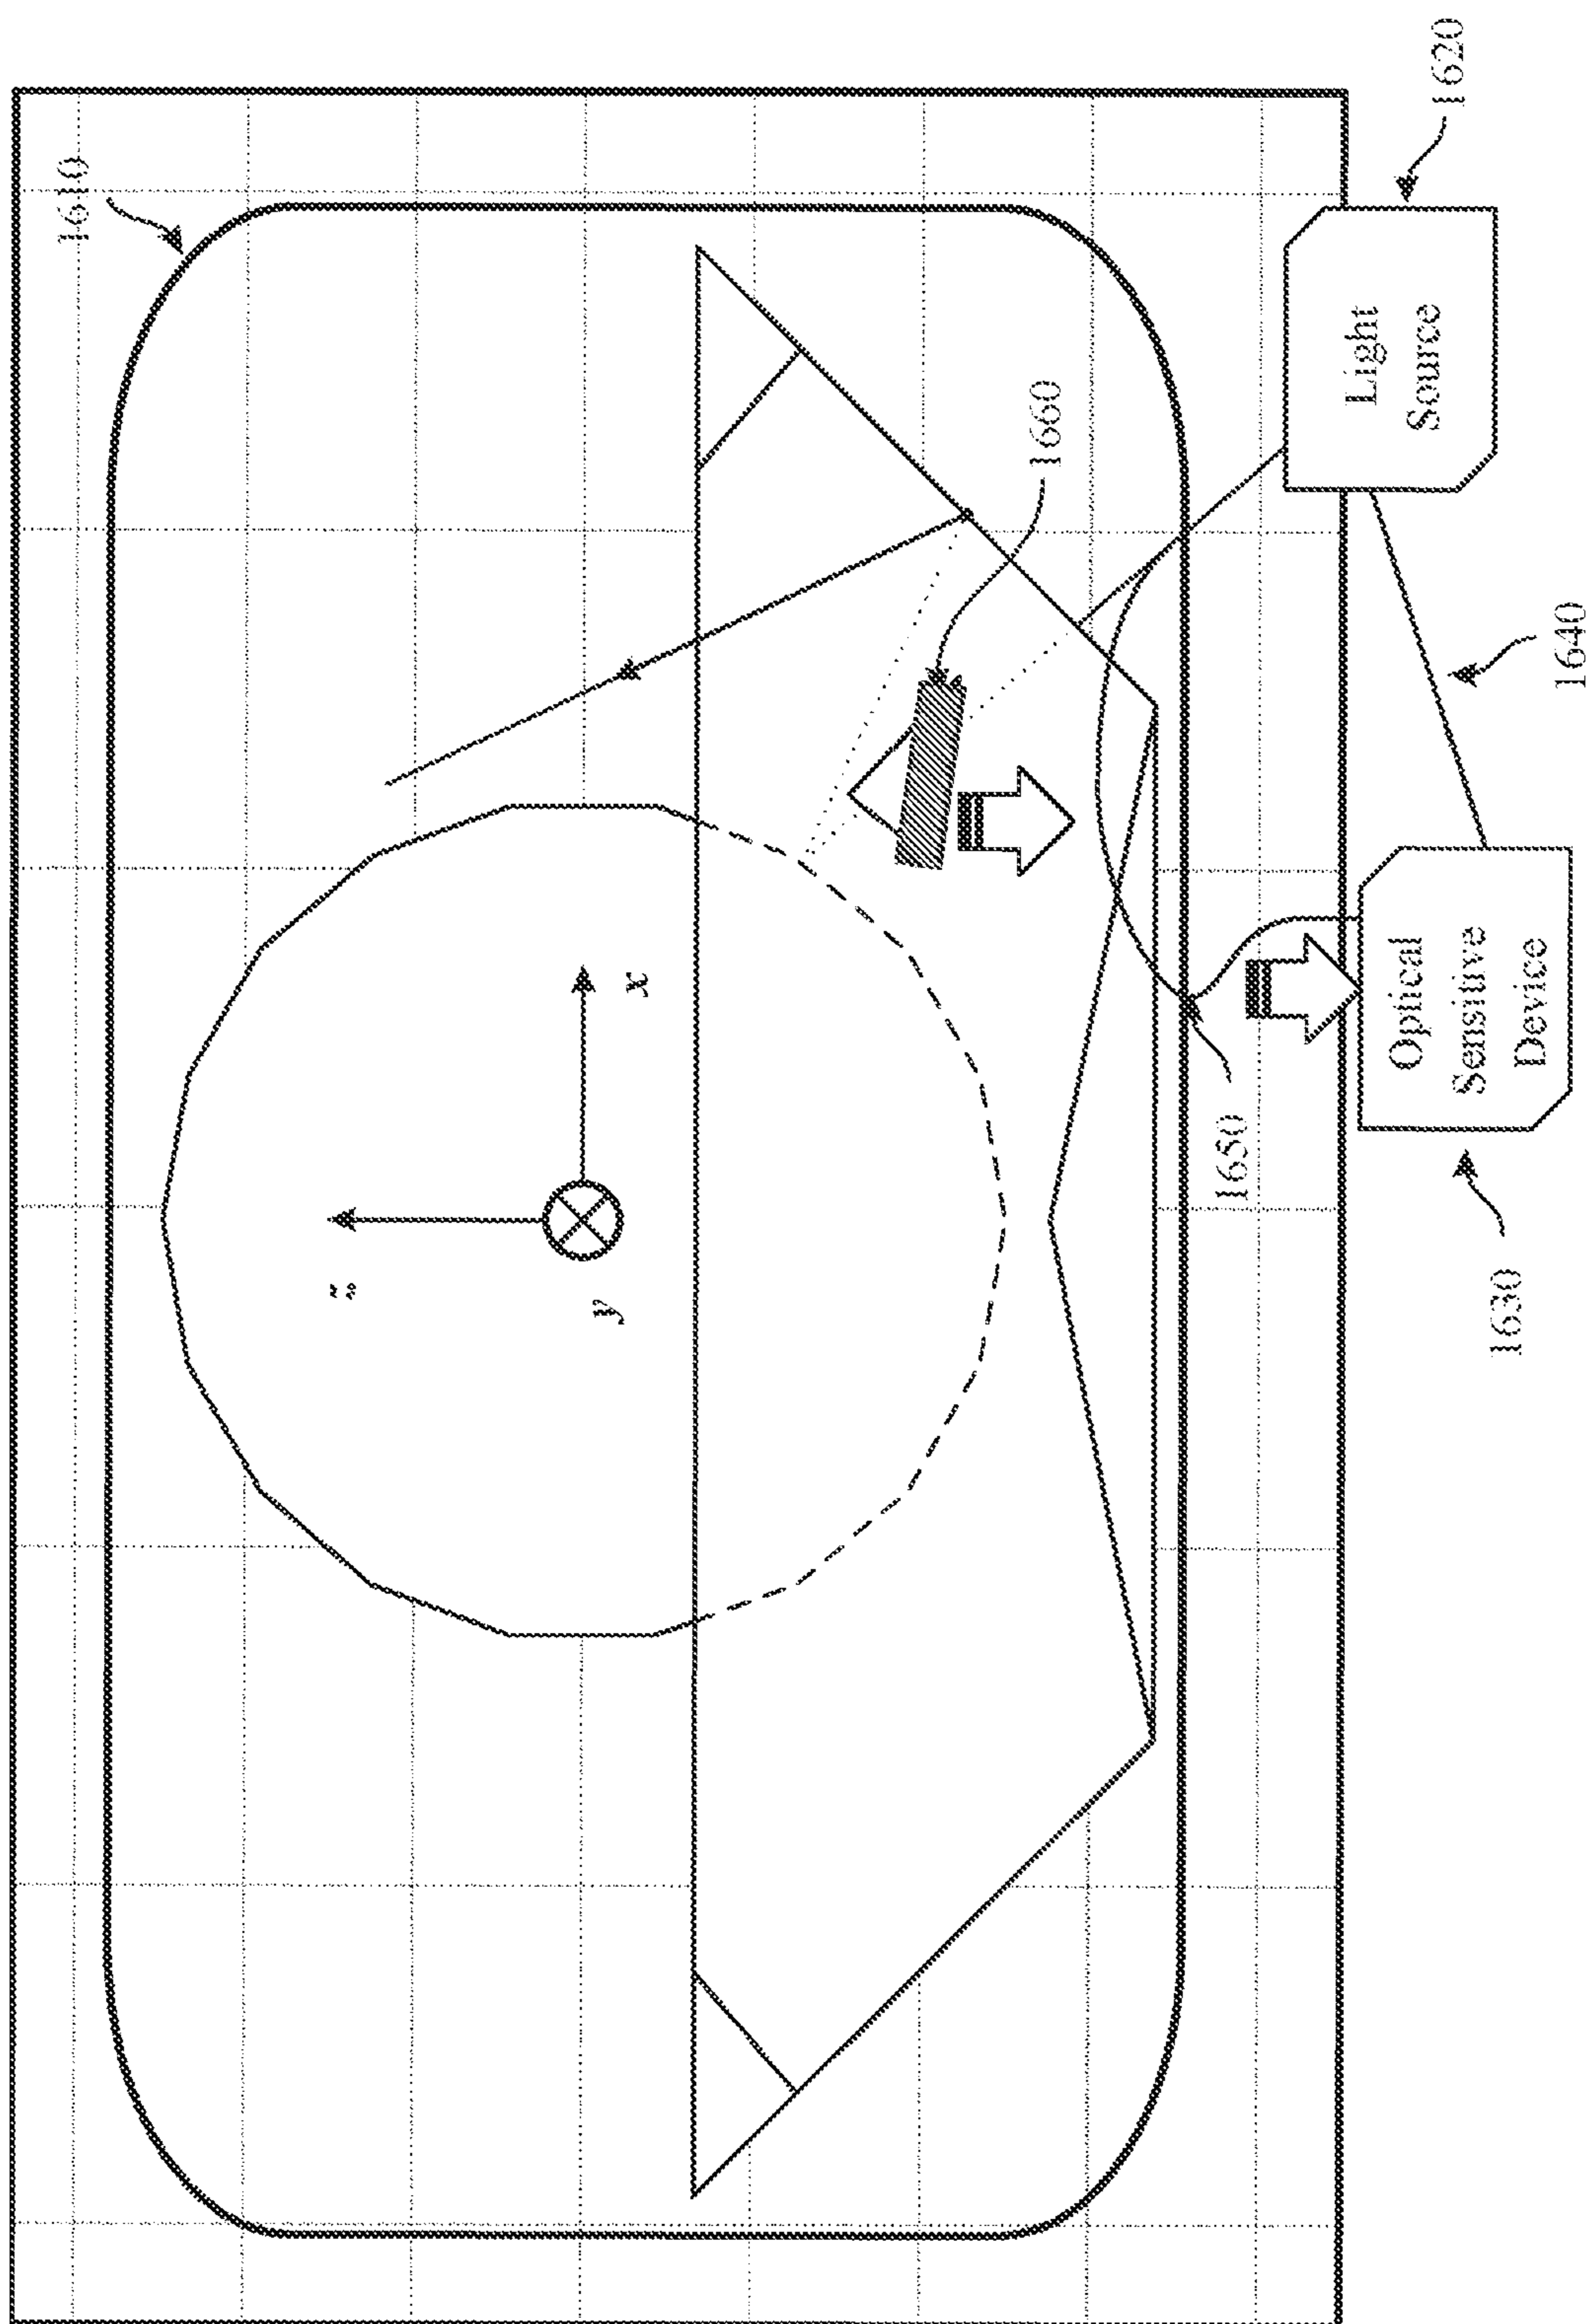 1610
z
x
y
1660
1650
1640
1620
Light
Source
1630
Optical
Sensitive
Device